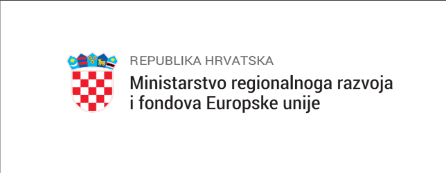 REPUBLIKA HRVATSKA
Ministarstvo regionalnoga razvoja
i fondova Europske unije